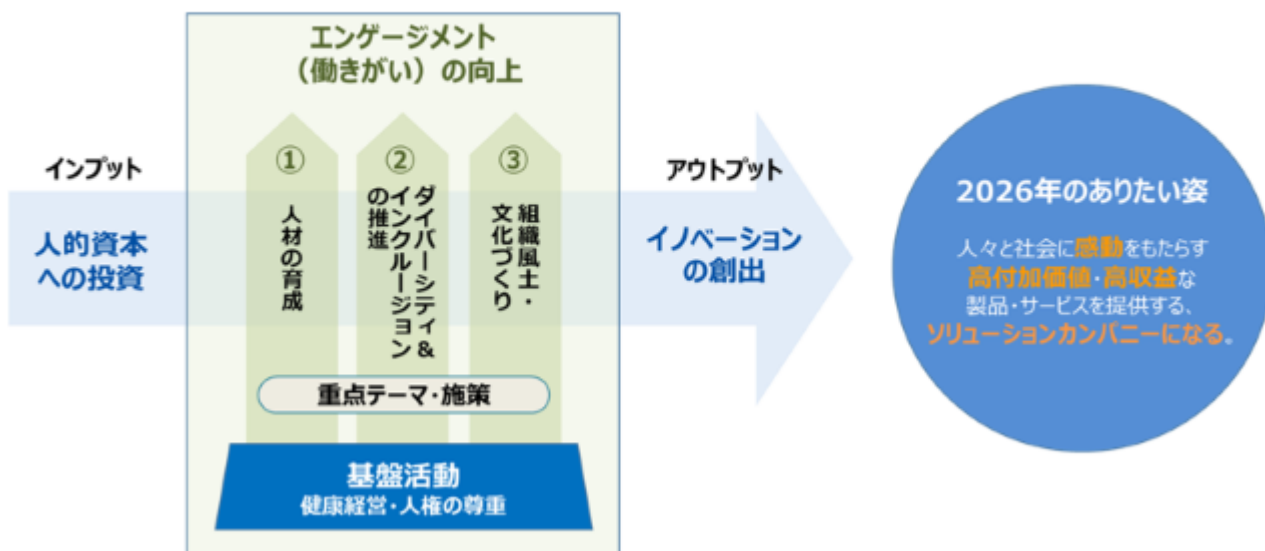 エンゲージメント
（働きがい）の向上
インプット
人的資本
への投資
①
人材の育成
②
ダイバーシティ&
インクルージョン
の推進
③
組織風土・
文化づくり
重点テーマ・施策
基盤活動
健康経営・人権の尊重
アウトプット
イノベーション
の創出
2026年のありたい姿
人々と社会に感動をもたらす
高付加価値・高収益な
製品・サービスを提供する、
ソリューションカンパニーになる。